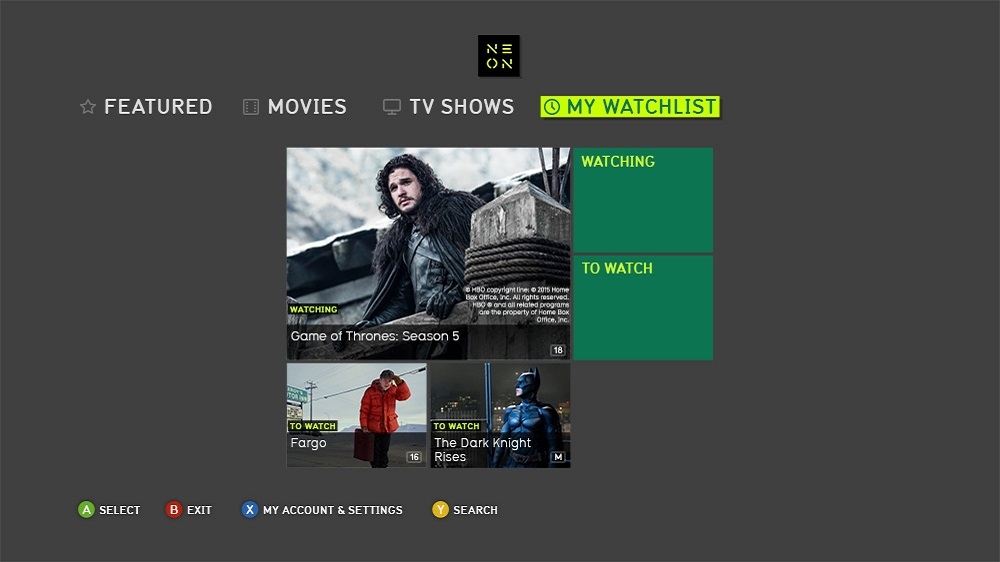 NE
ON
FEATURED
MOVIES
TV SHOWS
MY WATCHLIST
WATCHING
TO WATCH
© HBO copyright line: © 2015 Home
Box Office, Inc. All rights reserved.
HBO ® and all related programs
are the property of Home Box
Office, Inc.
WATCHING
Game of Thrones: Season 5
18
TO WATCH
Fargo
16
TO WATCH
The Dark Knight
Rises
M
A SELECT
B EXIT
X MY ACCOUNT & SETTINGS
Y SEARCH